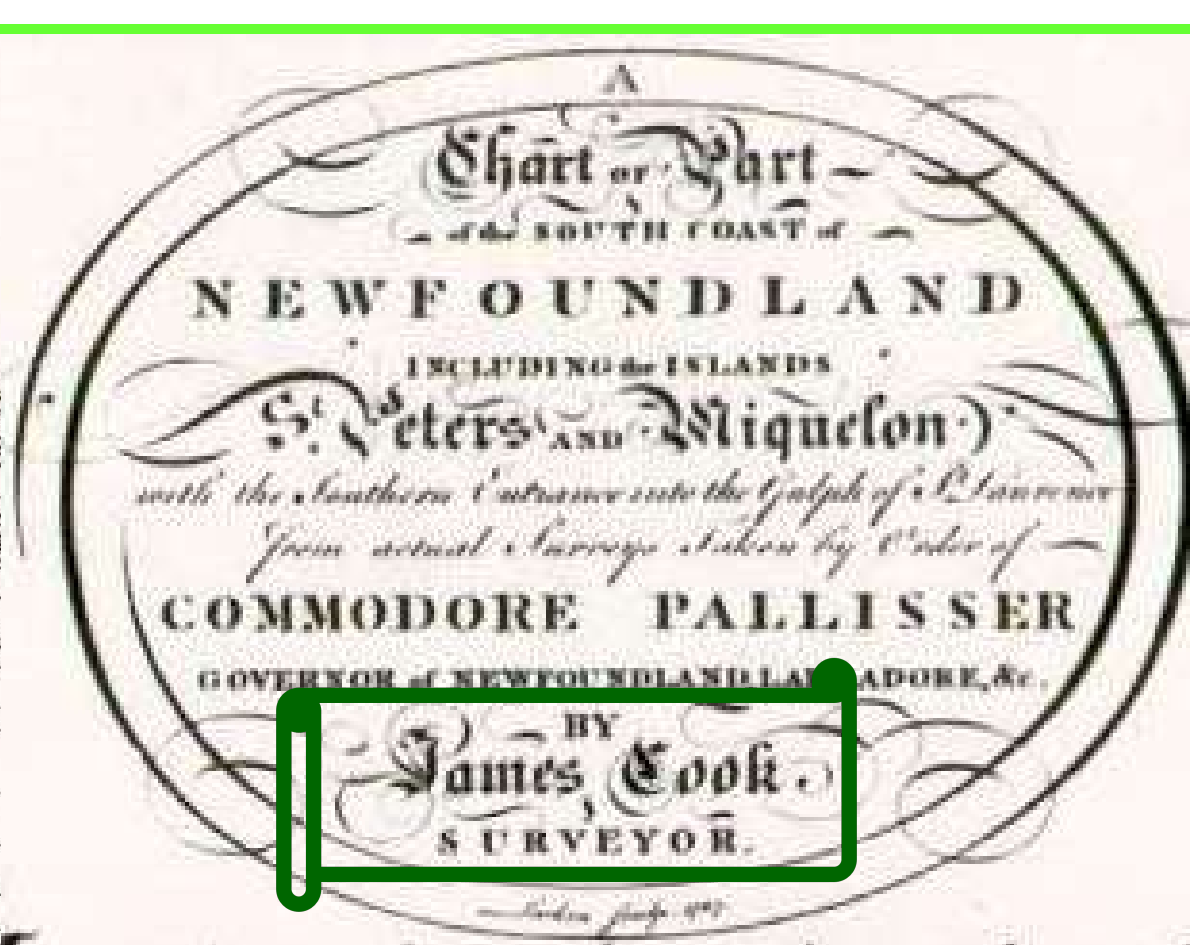 A
Chart OF Part
of the SOUTH COAST of
NEWFOUNDLAND
INCLUDING the ISLANDS
St. Peters AND Miquelon)
with the Southern Entrance into the Gulph of St. Laurence
from actual Surveys Taken by Order of
COMMODORE PALLISSER
GOVERNOR of NEWFOUNDLAND, ADORE, &c.
BY
James Cook.
SURVEYOR.